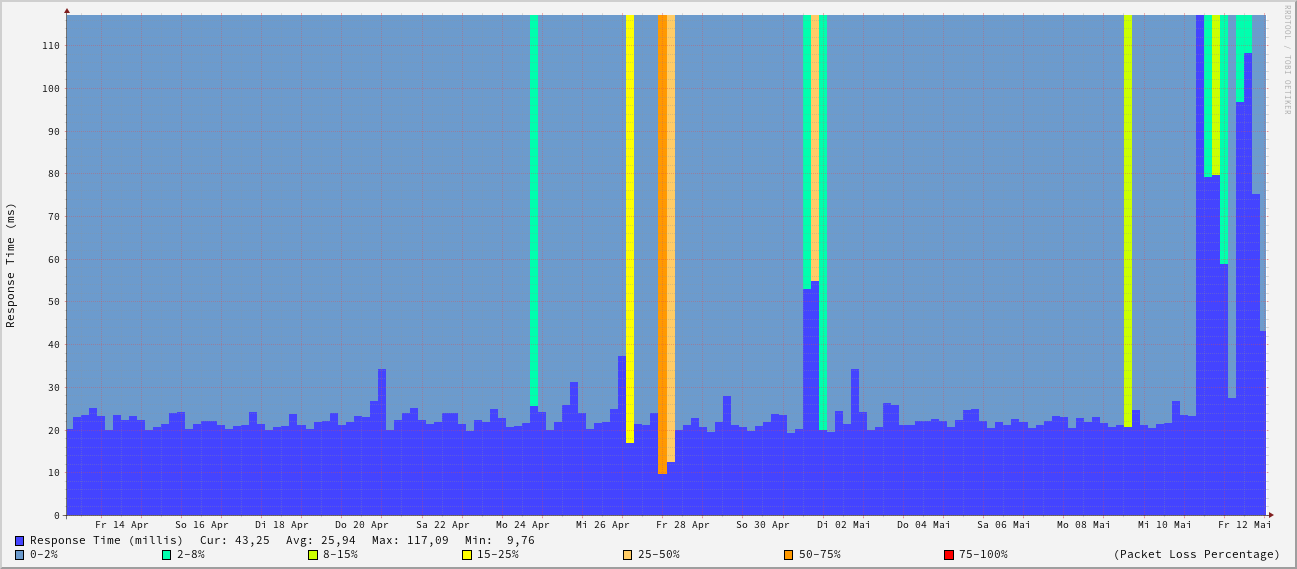 RRDTOOL / TOBI OETIKER
Response Time (ms)
110
100
90
80
70
60
50
40
30
20
10
0
Fr 14 Apr So 16 Apr Di 18 Apr Do 20 Apr Sa 22 Apr Mo 24 Apr Mi 26 Apr Fr 28 Apr So 30 Apr Di 02 Mai Do 04 Mai Sa 06 Mai Mo 08 Mai Mi 10 Mai Fr 12 Mai
Response Time (millis) Cur: 43,25 Avg: 25,94 Max: 117,09 Min: 9,76
0-2% 2-8% 8-15% 15-25% 25-50% 50-75% 75-100% (Packet Loss Percentage)